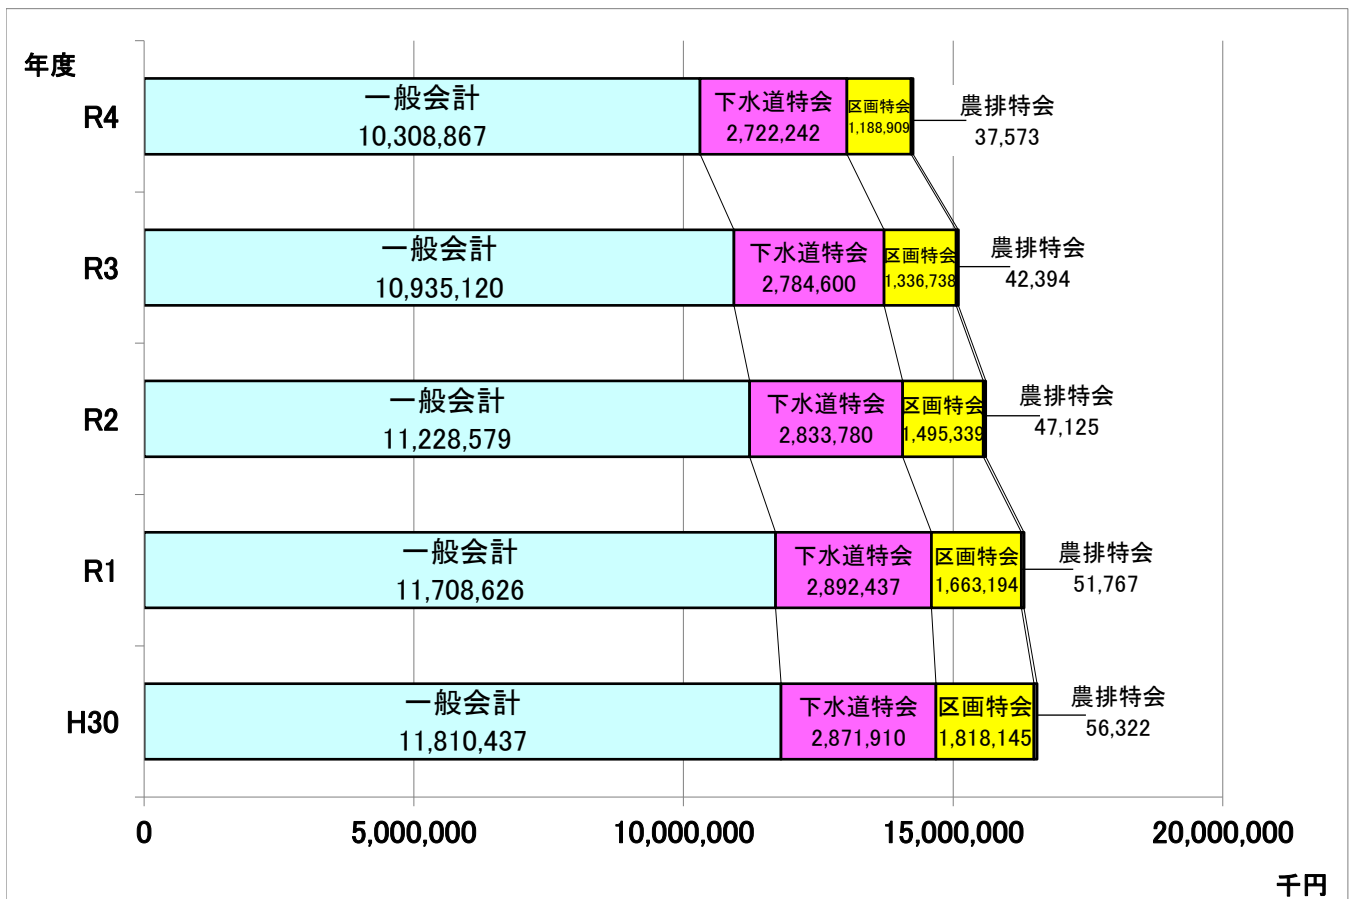 年度
R4
一般会計
10,308,867
下水道特会
2,722,242
区画特会
1,188,909
農排特会
37,573
R3
一般会計
10,935,120
下水道特会
2,784,600
区画特会
1,336,738
農排特会
42,394
R2
一般会計
11,228,579
下水道特会
2,833,780
区画特会
1,495,339
農排特会
47,125
R1
一般会計
11,708,626
下水道特会
2,892,437
区画特会
1,663,194
農排特会
51,767
H30
一般会計
11,810,437
下水道特会
2,871,910
区画特会
1,818,145
農排特会
56,322
0 5,000,000 10,000,000 15,000,000 20,000,000
千円